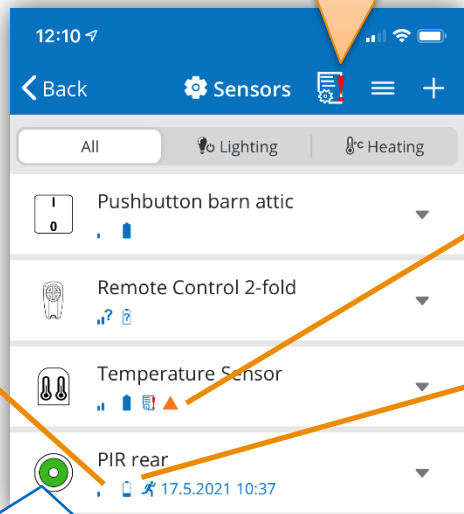 12:10
Back
Sensors
All
Lighting
°C Heating
I
0
Pushbutton barn attic
Remote Control 2-fold
? ?
Temperature Sensor
PIR rear
17.5.2021 10:37